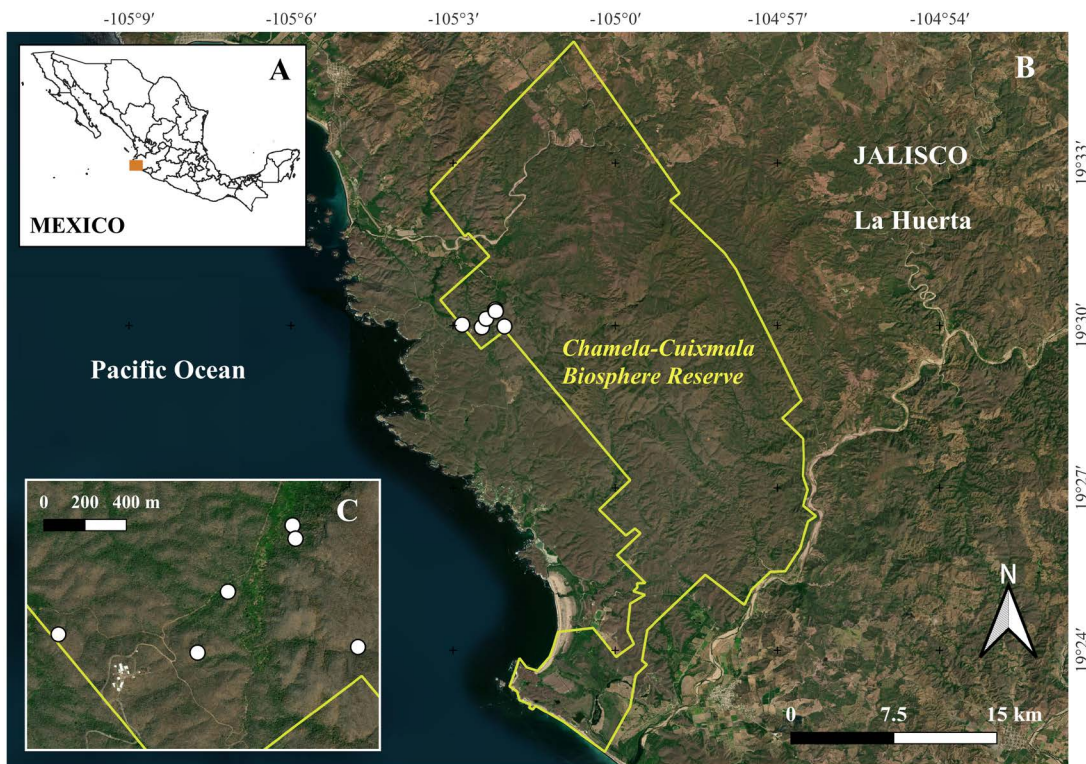 -105°9′ -105°6′ -105°3′ -105°0′ -104°57′ -104°54′
A
MEXICO
B
JALISCO
La Huerta
19°33′
19°30′
19°27′
19°24′
Pacific Ocean
Chamela-Cuixmala
Biosphere Reserve
0 200 400 m
C
N
0 7.5 15 km